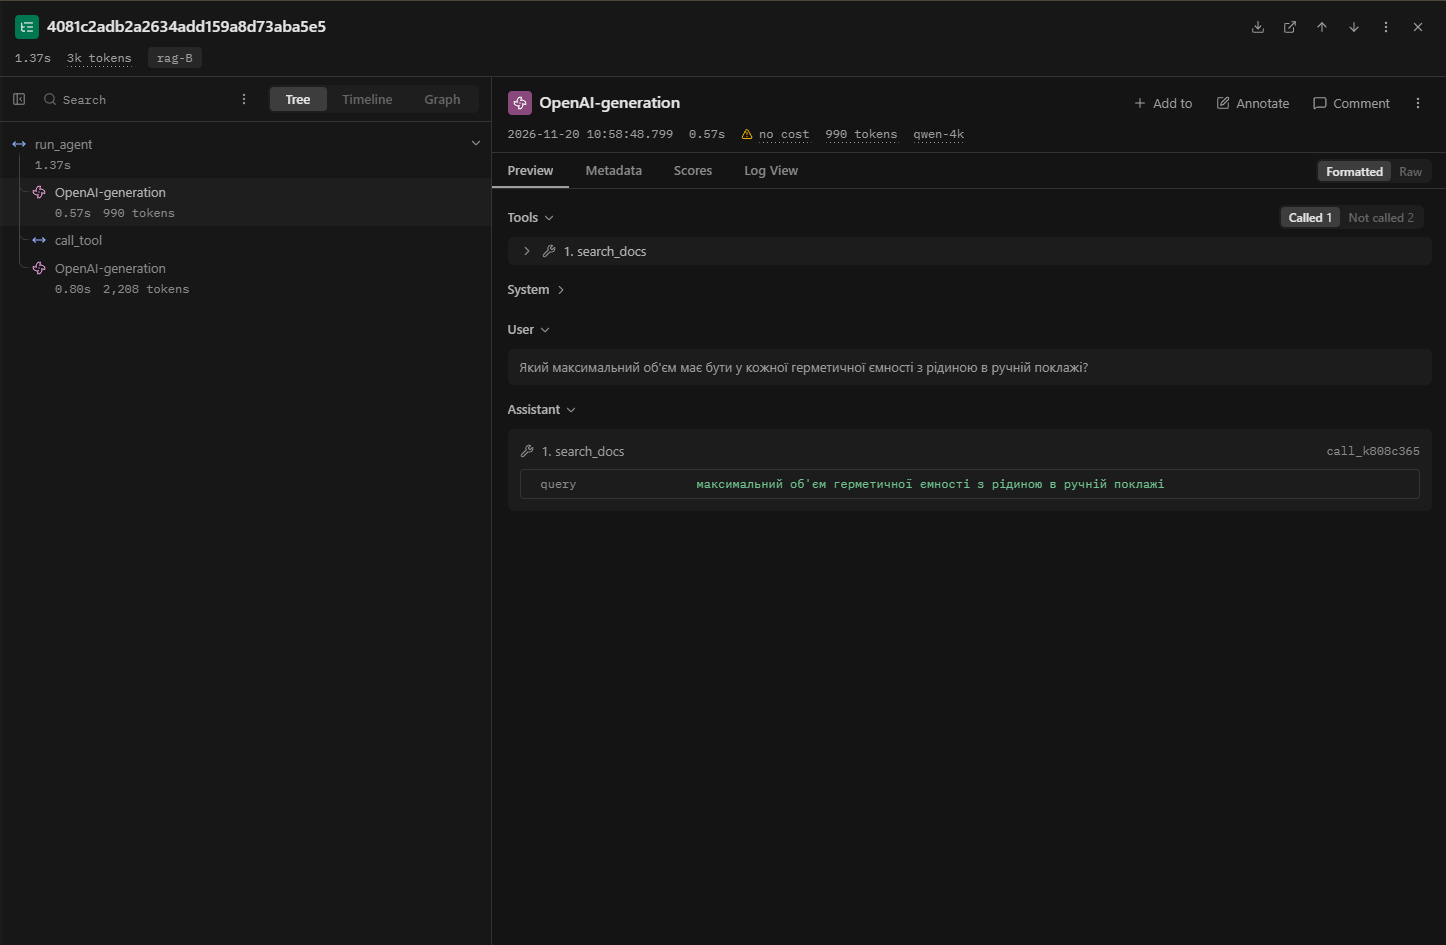 4081c2adb2a2634add159a8d73aba5e5
1.37s 3k tokens rag-B
Search
Tree Timeline Graph
run_agent
1.37s
OpenAI-generation
0.57s 990 tokens
call_tool
OpenAI-generation
0.80s 2,208 tokens
OpenAI-generation
Add to Annotate Comment
2026-11-20 10:58:48.799 0.57s no cost 990 tokens qwen-4k
Preview Metadata Scores Log View
Formatted Raw
Tools
Called 1 Not called 2
1. search_docs
System
User
Який максимальний об'єм має бути у кожної герметичної ємності з рідиною в ручній поклажі?
Assistant
1. search_docs call_k808c365
query максимальний об'єм герметичної ємності з рідиною в ручній поклажі